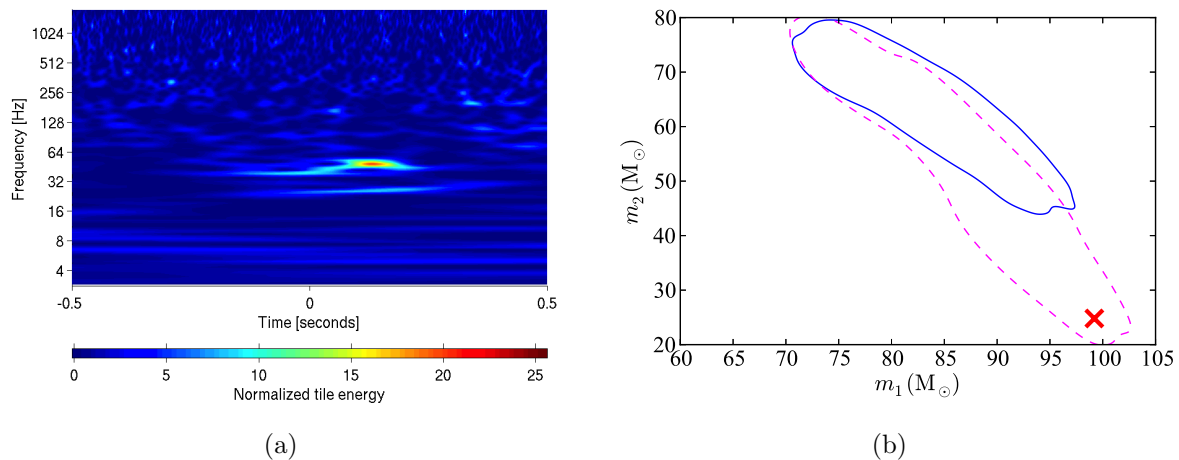 1024
512
256
128
64
32
16
8
4
Frequency [Hz]
-0.5 0 0.5
Time [seconds]
0 5 10 15 20 25
Normalized tile energy
(a)
80
70
60
50
40
30
20
m₂ (M☉)
60 65 70 75 80 85 90 95 100 105
m₁ (M☉)
(b)